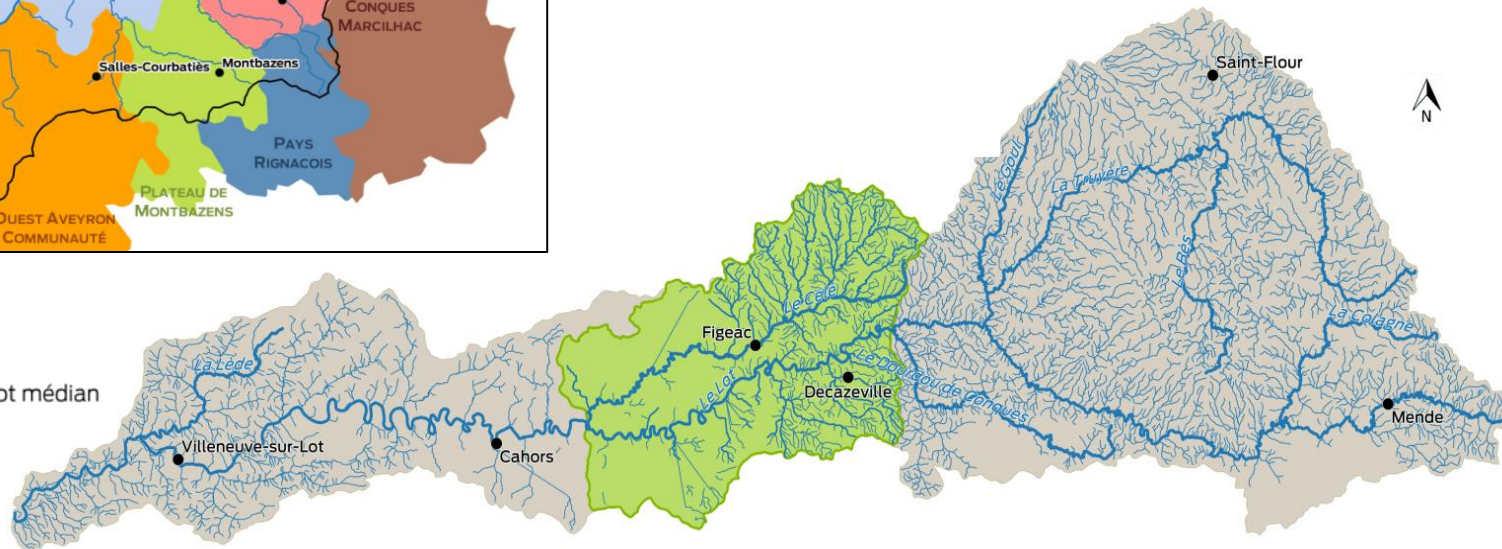 CONQUES
MARCILHAC
Salles-Courbatiès
Montbazens
PAYS
RIGNACOIS
PLATEAU DE
MONTBAZENS
OUEST AVEYRON
COMMUNAUTÉ
Saint-Flour
N
Le Goul
La Truyère
Le Bès
Le Célé
La Colagne
Figeac
La Lède
Le Lot
Le Dourdou de Conques
ot médian
Decazeville
Mende
Villeneuve-sur-Lot
Cahors